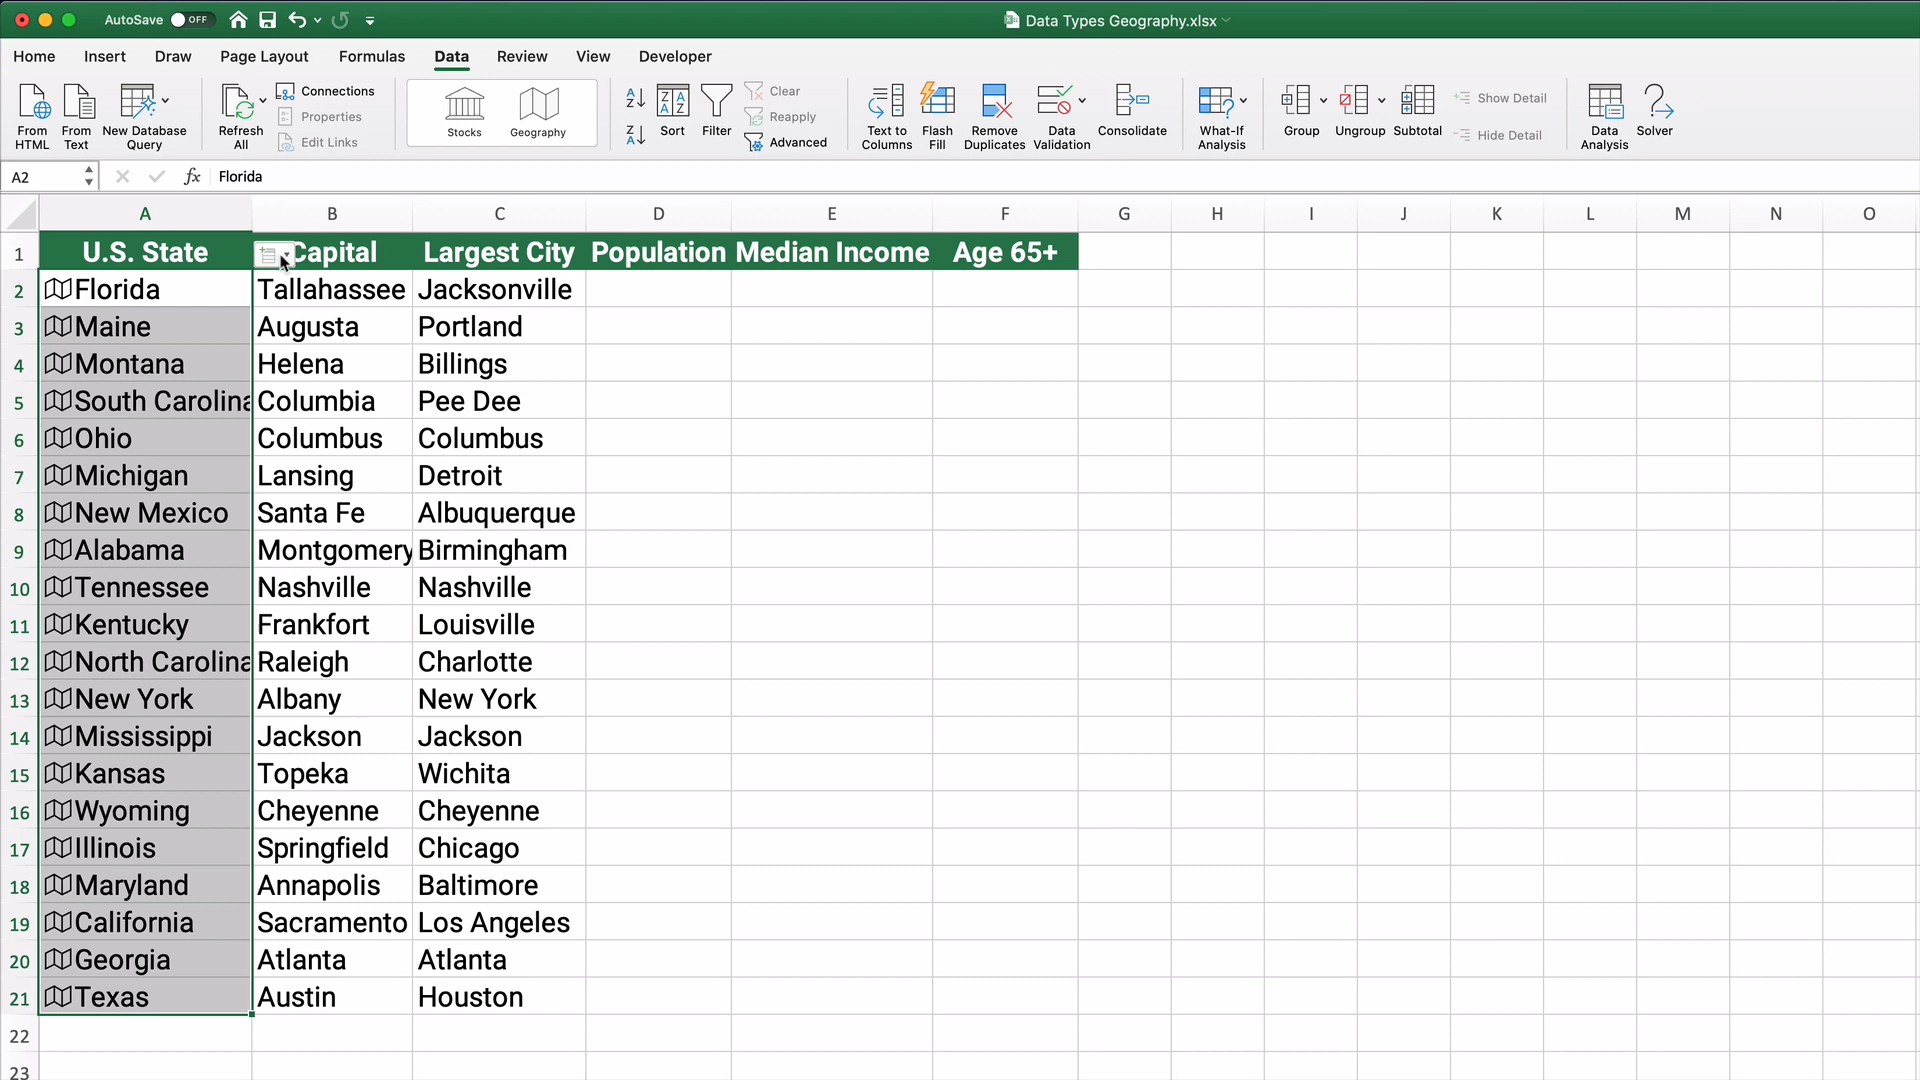 AutoSave OFF Data Types Geography.xlsx
Home Insert Draw Page Layout Formulas Data Review View Developer
From HTML
From Text
New Database Query
Refresh All
Connections
Properties
Edit Links
Stocks
Geography
Sort
Filter
Clear
Reapply
Advanced
Text to Columns
Flash Fill
Remove Duplicates
Data Validation
Consolidate
What-If Analysis
Group
Ungroup
Subtotal
Show Detail
Hide Detail
Data Analysis
Solver
A2 fx Florida
A B C D E F G H I J K L M N O
1 U.S. State Capital Largest City Population Median Income Age 65+
2 Florida Tallahassee Jacksonville
3 Maine Augusta Portland
4 Montana Helena Billings
5 South Carolina Columbia Pee Dee
6 Ohio Columbus Columbus
7 Michigan Lansing Detroit
8 New Mexico Santa Fe Albuquerque
9 Alabama Montgomery Birmingham
10 Tennessee Nashville Nashville
11 Kentucky Frankfort Louisville
12 North Carolina Raleigh Charlotte
13 New York Albany New York
14 Mississippi Jackson Jackson
15 Kansas Topeka Wichita
16 Wyoming Cheyenne Cheyenne
17 Illinois Springfield Chicago
18 Maryland Annapolis Baltimore
19 California Sacramento Los Angeles
20 Georgia Atlanta Atlanta
21 Texas Austin Houston
22
23